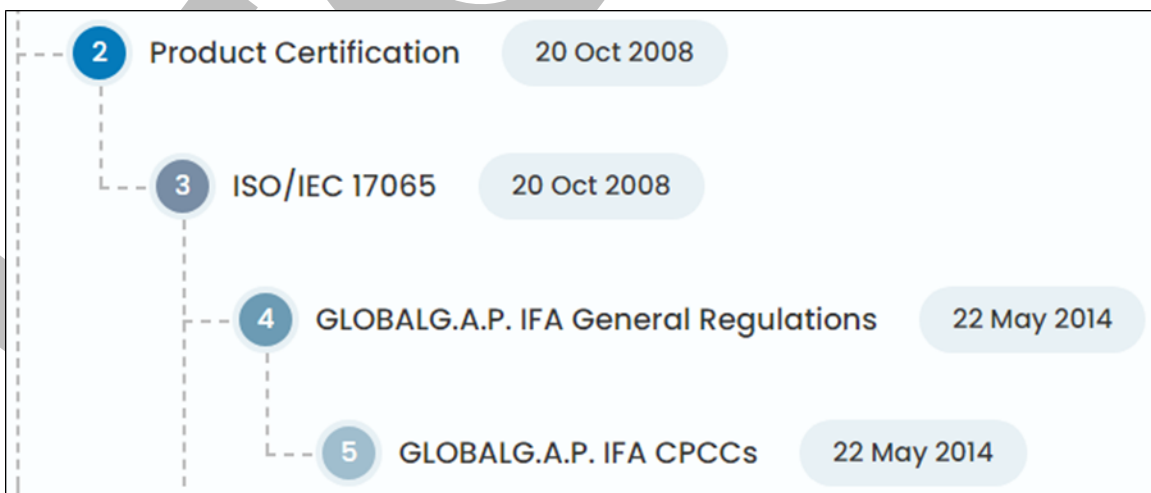 2 Product Certification 20 Oct 2008
3 ISO/IEC 17065 20 Oct 2008
4 GLOBALG.A.P. IFA General Regulations 22 May 2014
5 GLOBALG.A.P. IFA CPCCs 22 May 2014